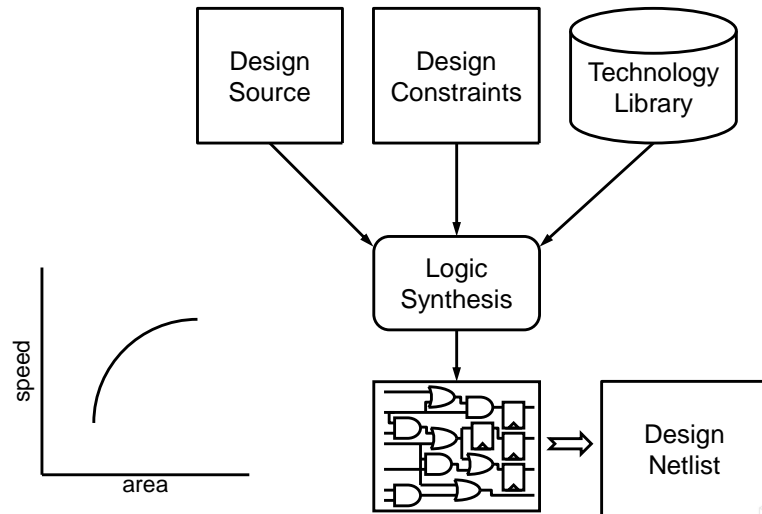 Design
Source
Design
Constraints
Technology
Library
Logic
Synthesis
speed
area
Design
Netlist